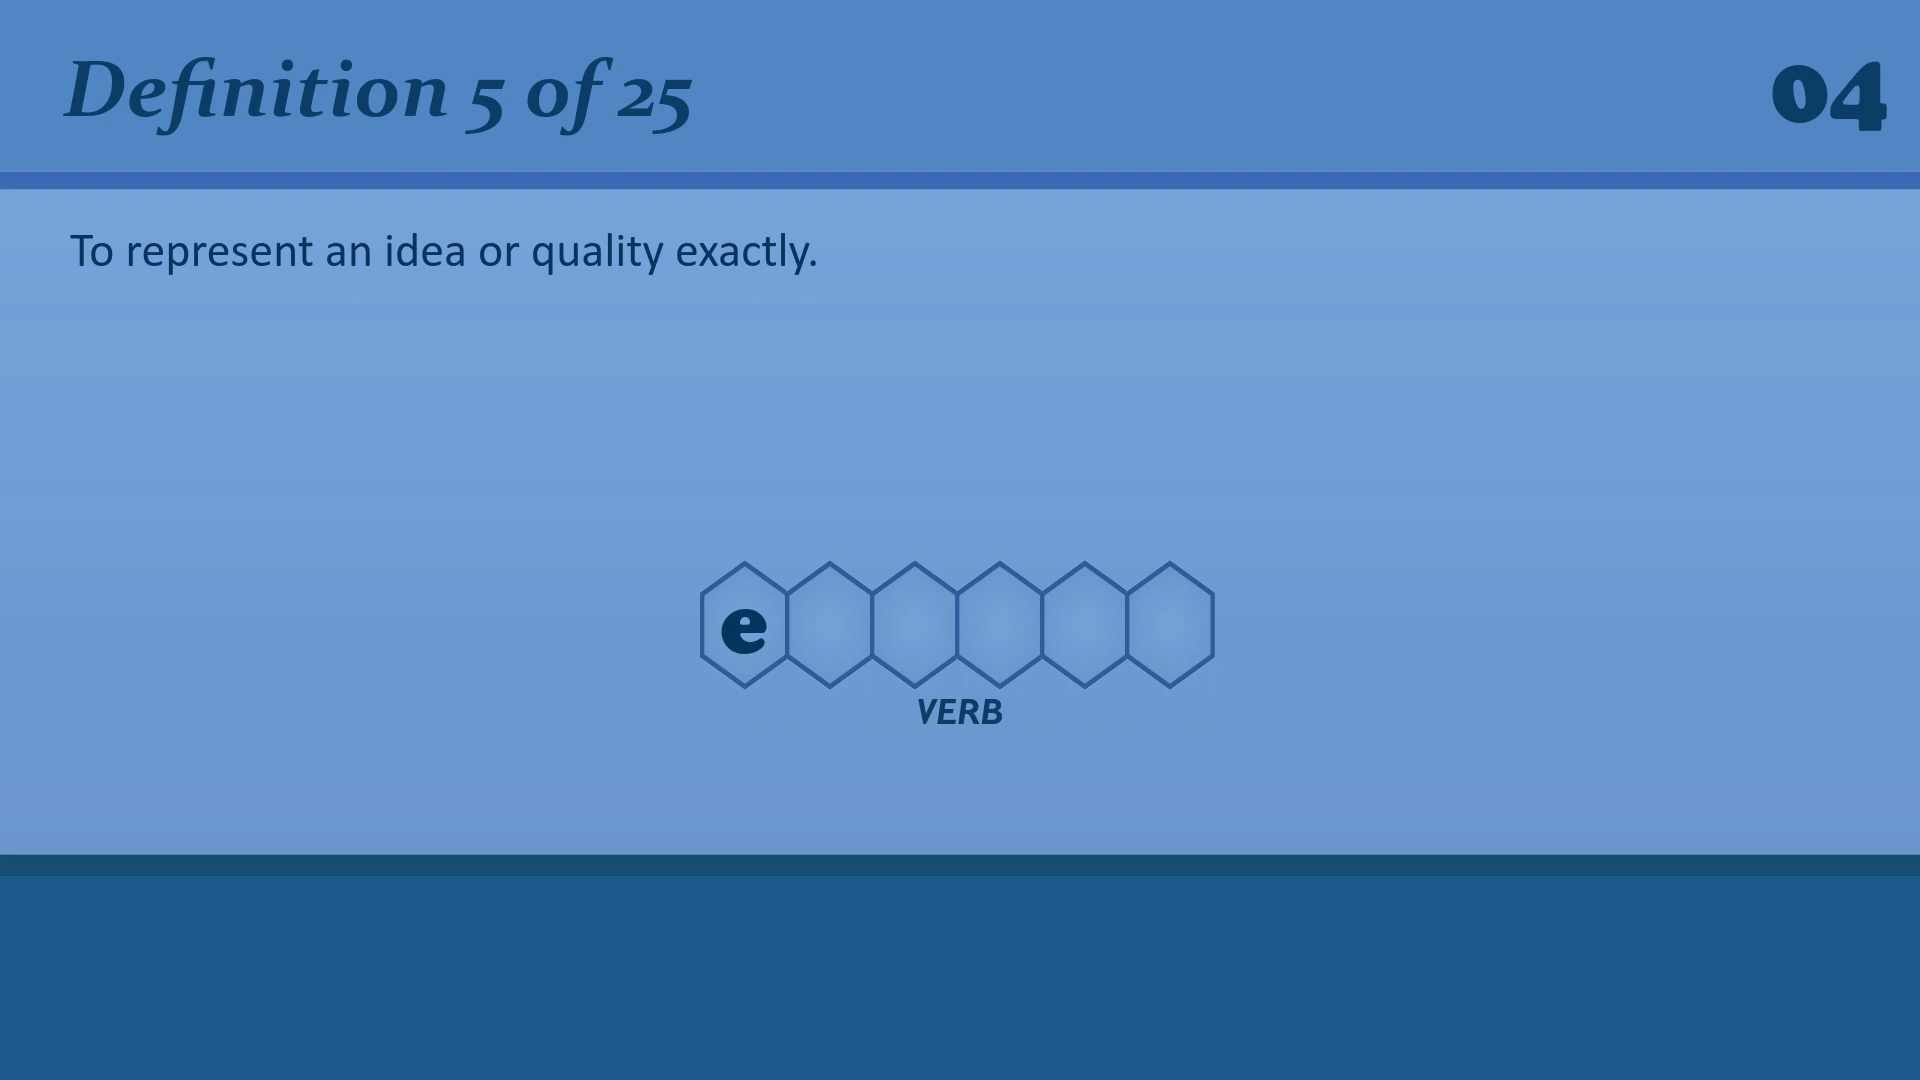 Definition 5 of 25
04
To represent an idea or quality exactly.
e
VERB